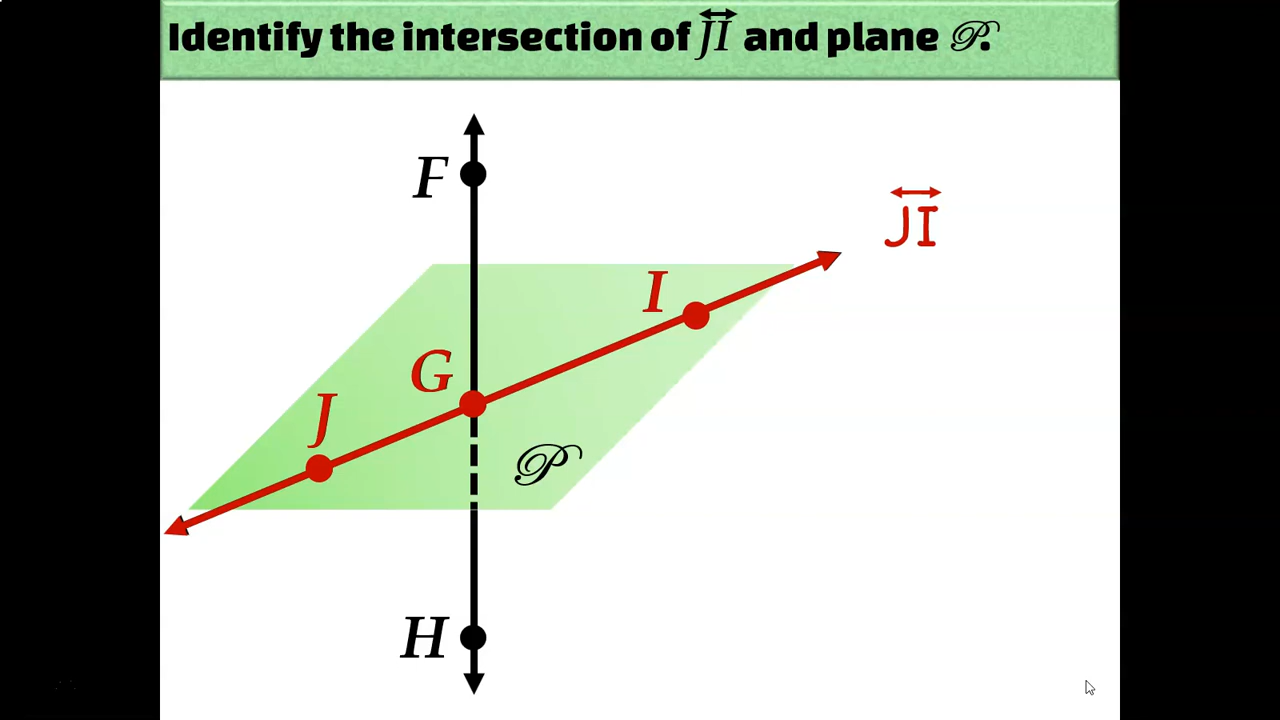 Identify the intersection of JI and plane 𝒫.
F
JI
I
G
J
𝒫
H